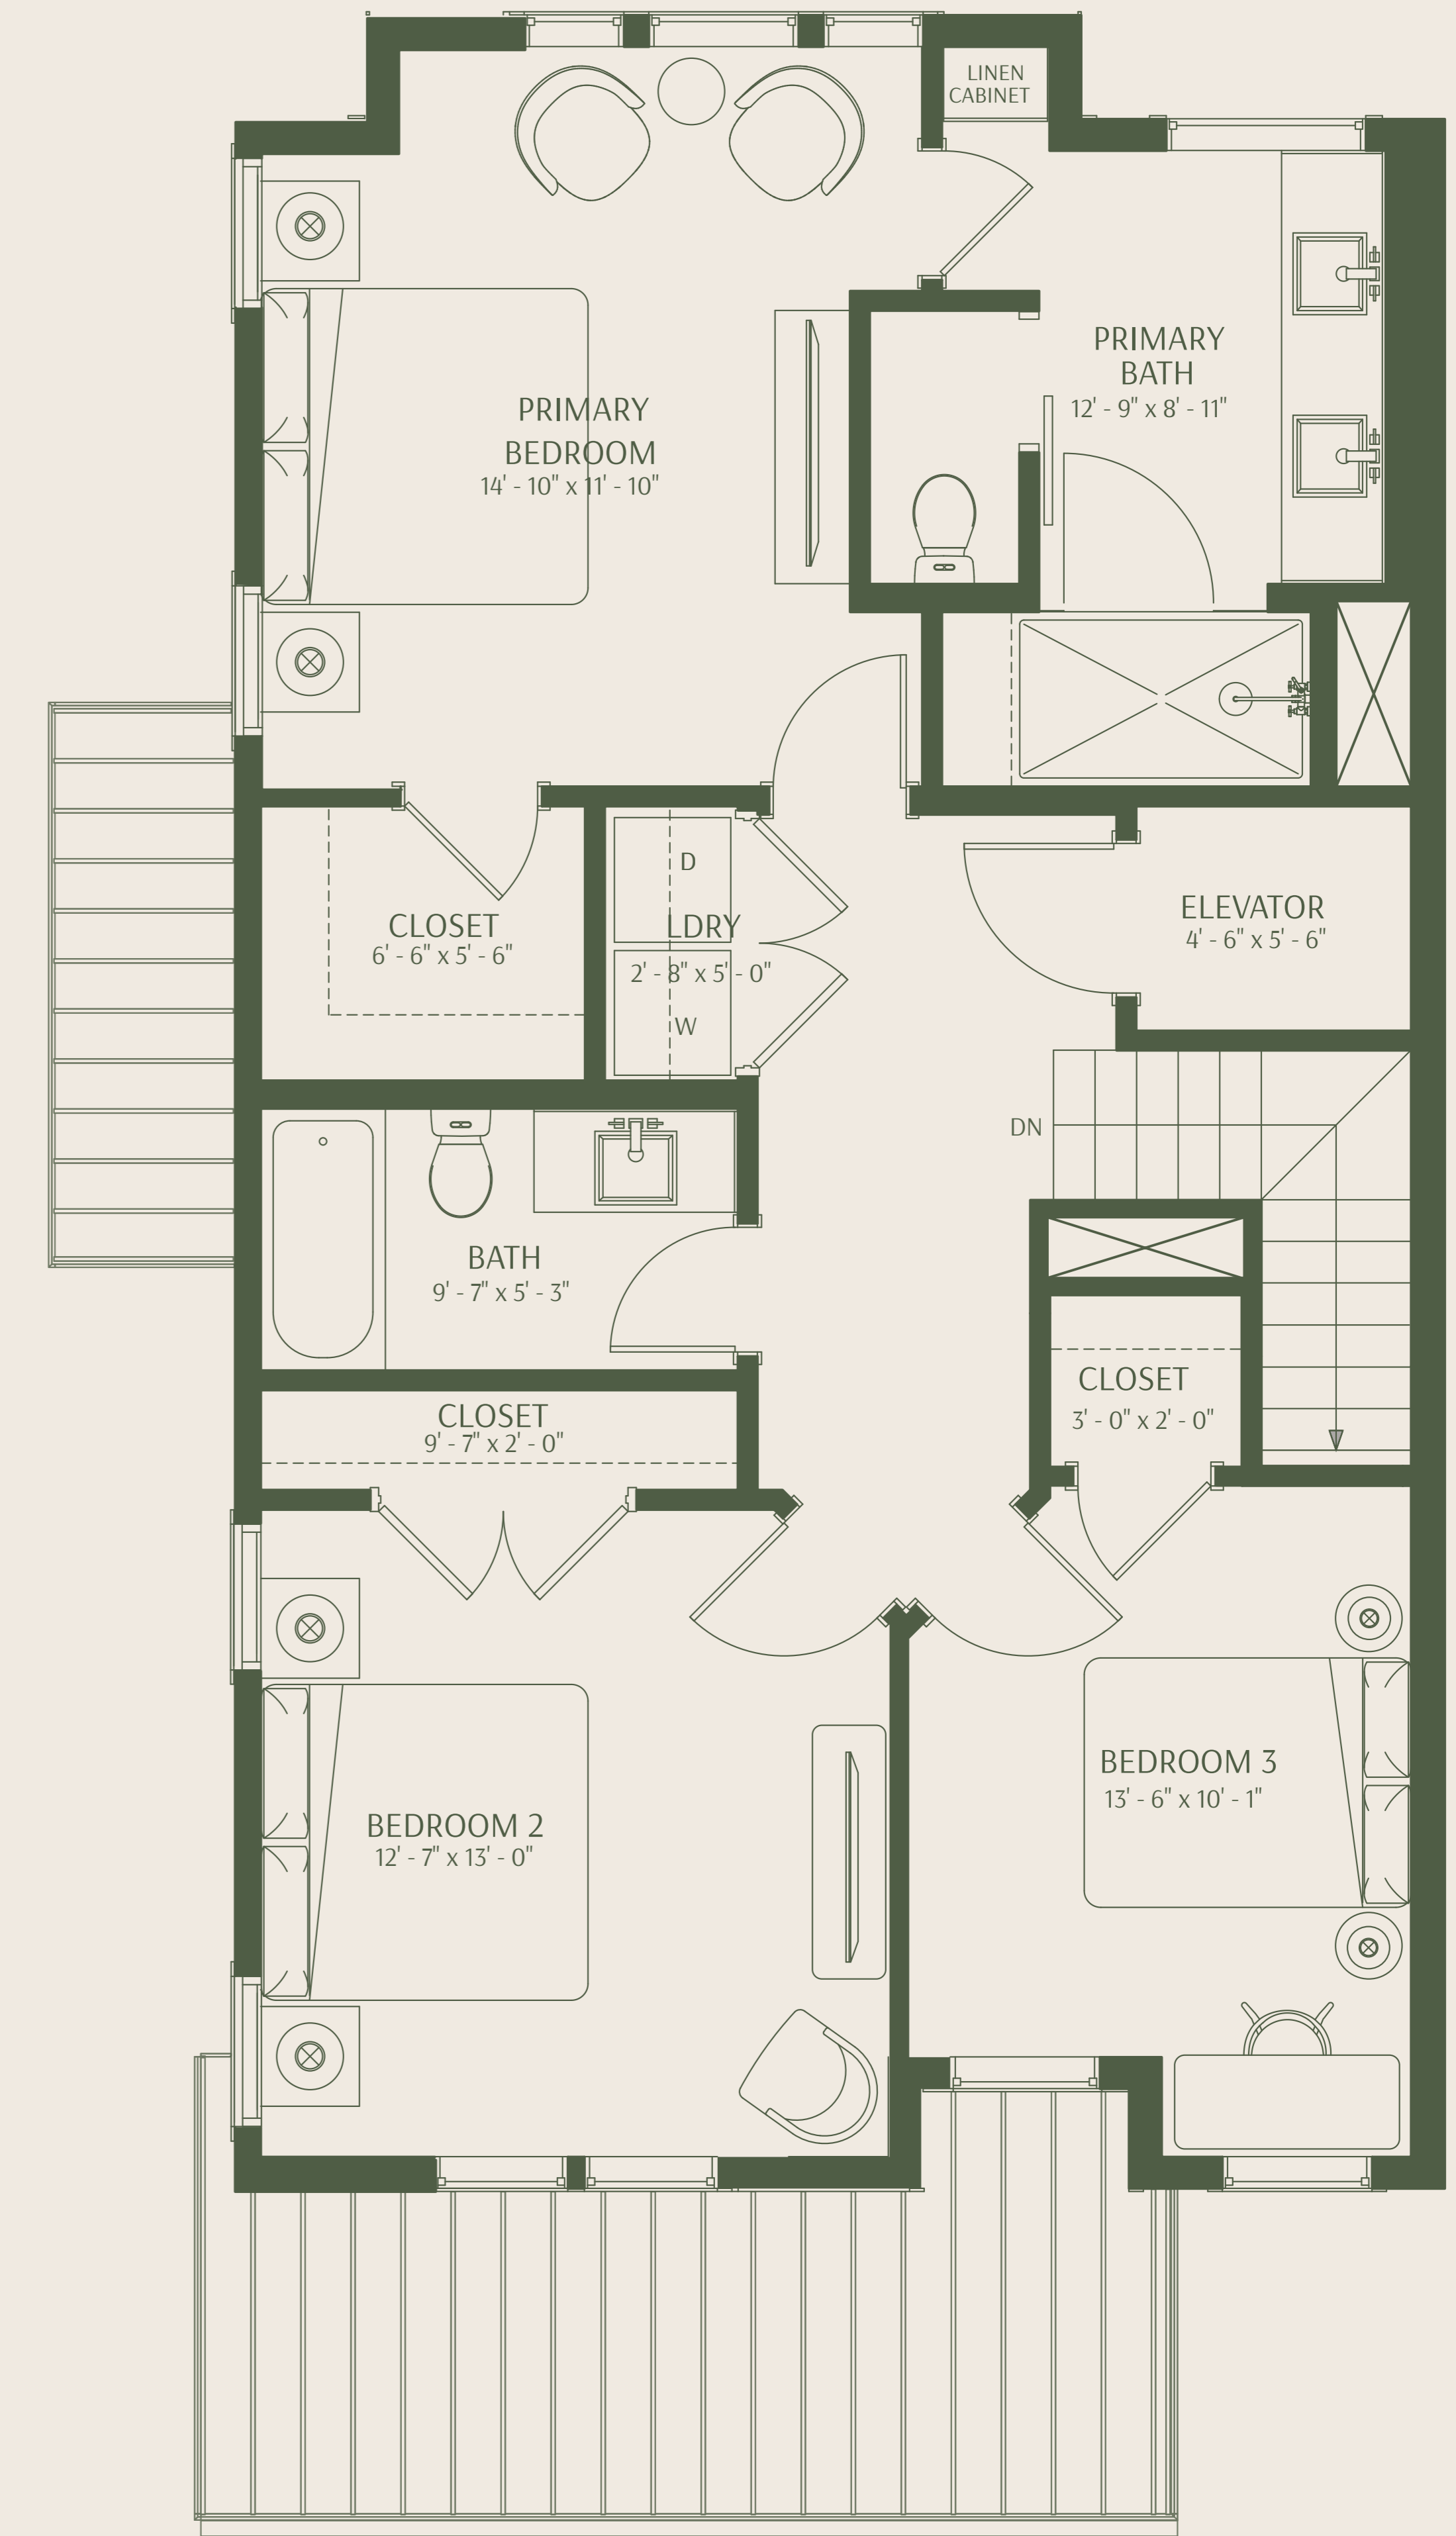 LINEN
CABINET
PRIMARY
BATH
12' - 9" x 8' - 11"
PRIMARY
BEDROOM
14' - 10" x 11' - 10"
D
LDRY
2' - 8" x 5' - 0"
W
CLOSET
6' - 6" x 5' - 6"
ELEVATOR
4' - 6" x 5' - 6"
DN
BATH
9' - 7" x 5' - 3"
CLOSET
3' - 0" x 2' - 0"
CLOSET
9' - 7" x 2' - 0"
BEDROOM 3
13' - 6" x 10' - 1"
BEDROOM 2
12' - 7" x 13' - 0"